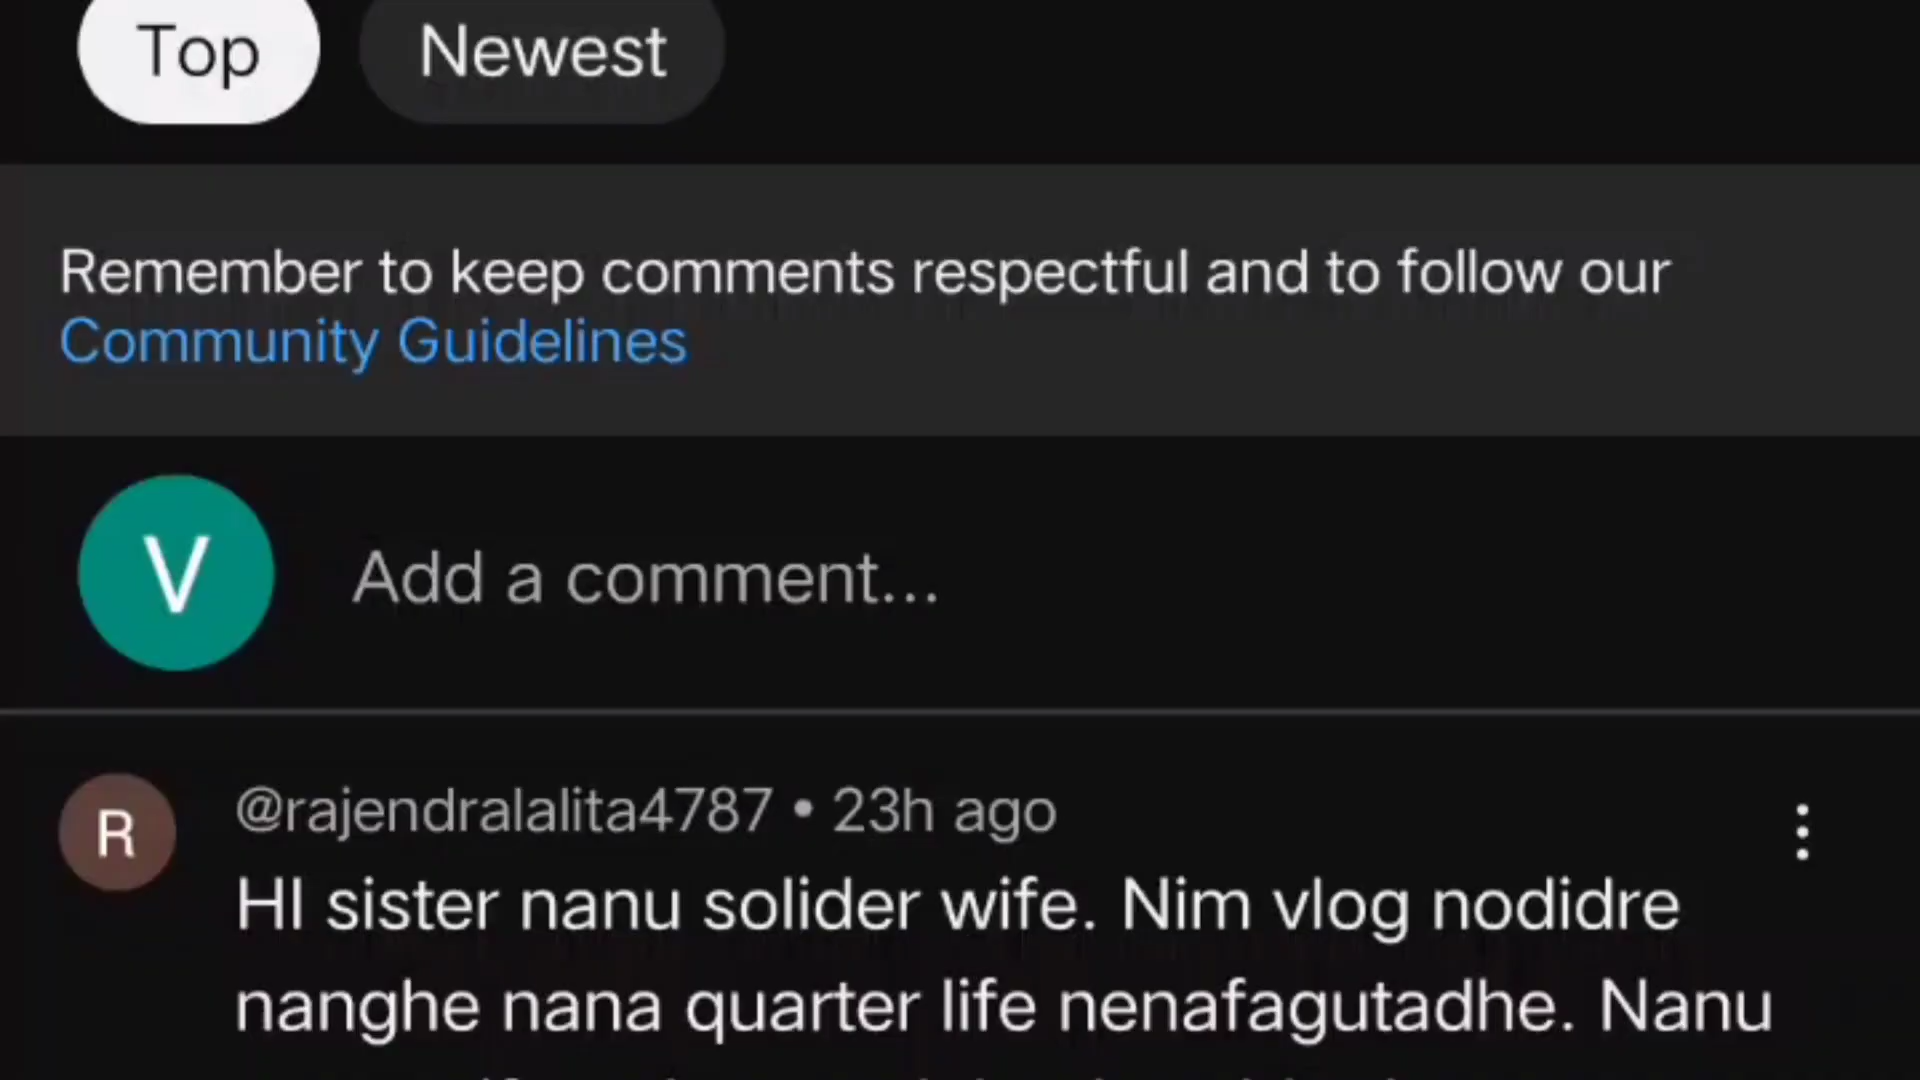 Top
Newest
Remember to keep comments respectful and to follow our
Community Guidelines
V
Add a comment...
R
@rajendralalita4787 • 23h ago
HI sister nanu solider wife. Nim vlog nodidre
nanghe nana quarter life nenafagutadhe. Nanu